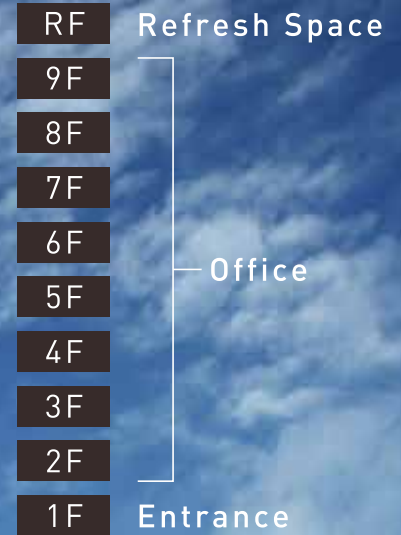 RF Refresh Space
9F
8F
7F
6F
Office
5F
4F
3F
2F
1F Entrance